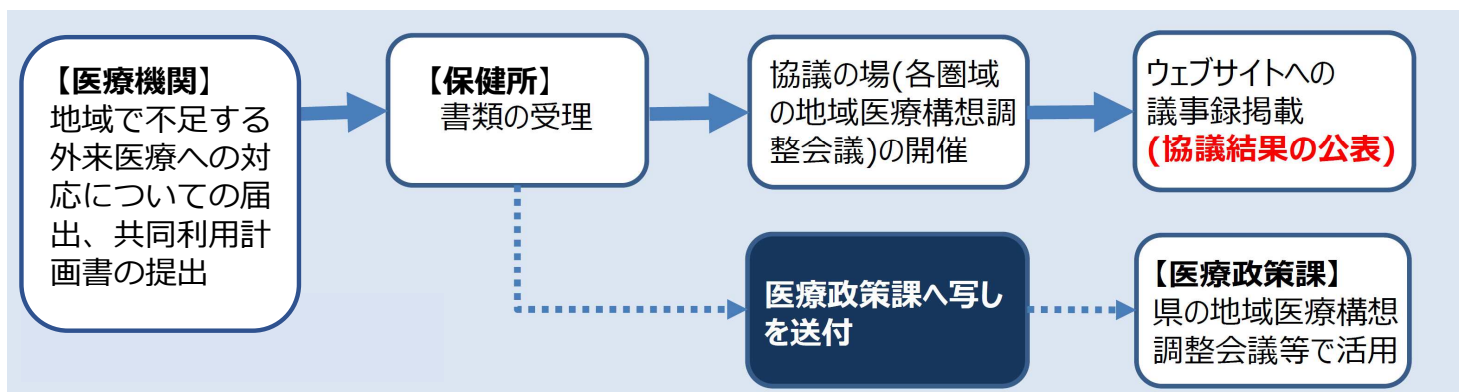 【医療機関】
地域で不足する
外来医療への対
応についての届
出、共同利用計
画書の提出
【保健所】
書類の受理
協議の場(各圏域
の地域医療構想調
整会議)の開催
ウェブサイトへの
議事録掲載
(協議結果の公表)
医療政策課へ写し
を送付
【医療政策課】
県の地域医療構想
調整会議等で活用